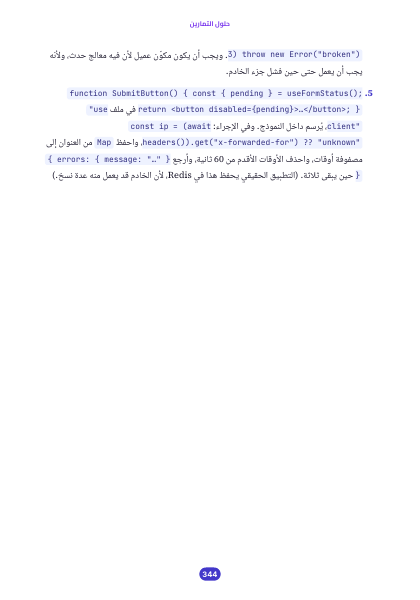 حلول التمارين
3) throw new Error("broken"). ويجب أن يكون مكوّن عميل لأن فيه معالج حدث، ولأنه
يجب أن يعمل حتى حين فشل جزء الخادم.
5. function SubmitButton() { const { pending } = useFormStatus();
return <button disabled={pending}>…</button>; } في ملف "use
client"، يُرسم داخل النموذج. وفي الإجراء: const ip = (await
headers()).get("x-forwarded-for") ?? "unknown"، واحفظ Map من العنوان إلى
مصفوفة أوقات، واحذف الأوقات الأقدم من 60 ثانية، وأرجع { errors: { message: "…" }
} حين يبقى ثلاثة. (التطبيق الحقيقي يحفظ هذا في Redis، لأن الخادم قد يعمل منه عدة نسخ.)
344